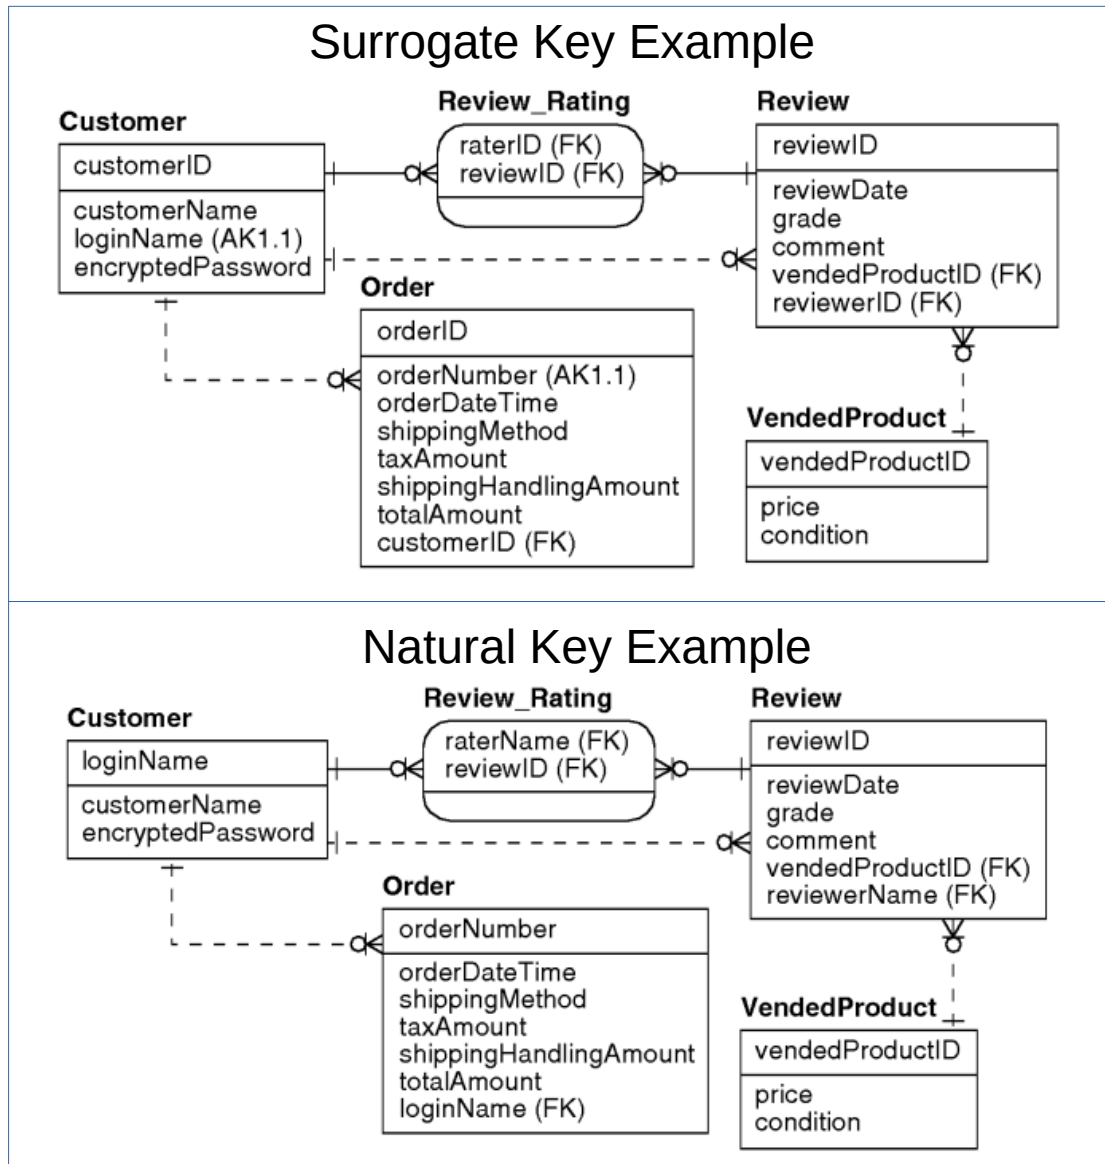 Surrogate Key Example
Customer
customerID
customerName
loginName (AK1.1)
encryptedPassword
Review_Rating
raterID (FK)
reviewID (FK)
Review
reviewID
reviewDate
grade
comment
vendedProductID (FK)
reviewerID (FK)
Order
orderID
orderNumber (AK1.1)
orderDateTime
shippingMethod
taxAmount
shippingHandlingAmount
totalAmount
customerID (FK)
VendedProduct
vendedProductID
price
condition
Natural Key Example
Customer
loginName
customerName
encryptedPassword
Review_Rating
raterName (FK)
reviewID (FK)
Review
reviewID
reviewDate
grade
comment
vendedProductID (FK)
reviewerName (FK)
Order
orderNumber
orderDateTime
shippingMethod
taxAmount
shippingHandlingAmount
totalAmount
loginName (FK)
VendedProduct
vendedProductID
price
condition